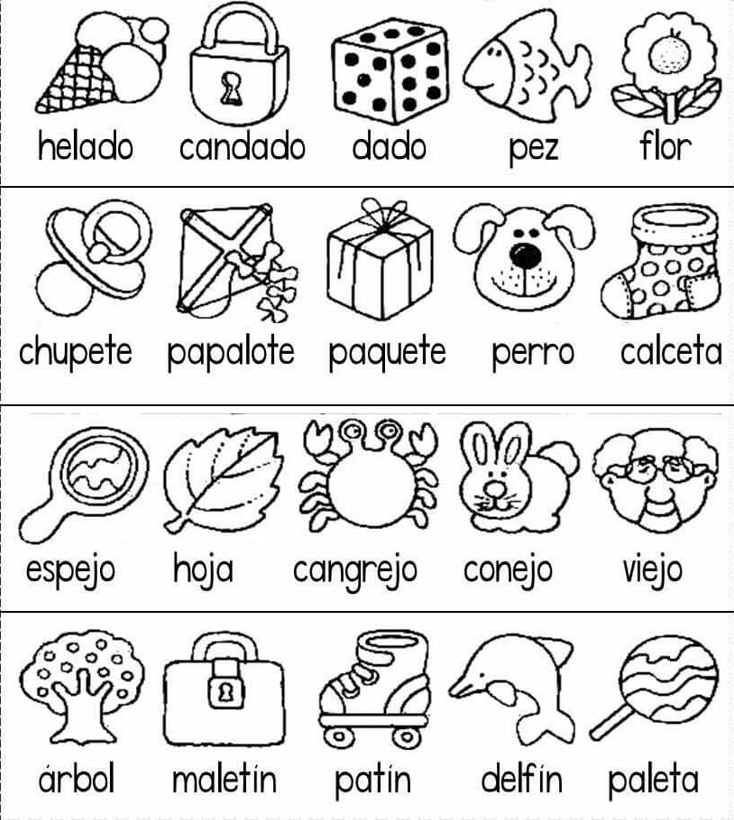 helado candado dado pez flor
chupete papalote paquete perro calceta
espejo hoja cangrejo conejo viejo
árbol maletín patín delfín paleta